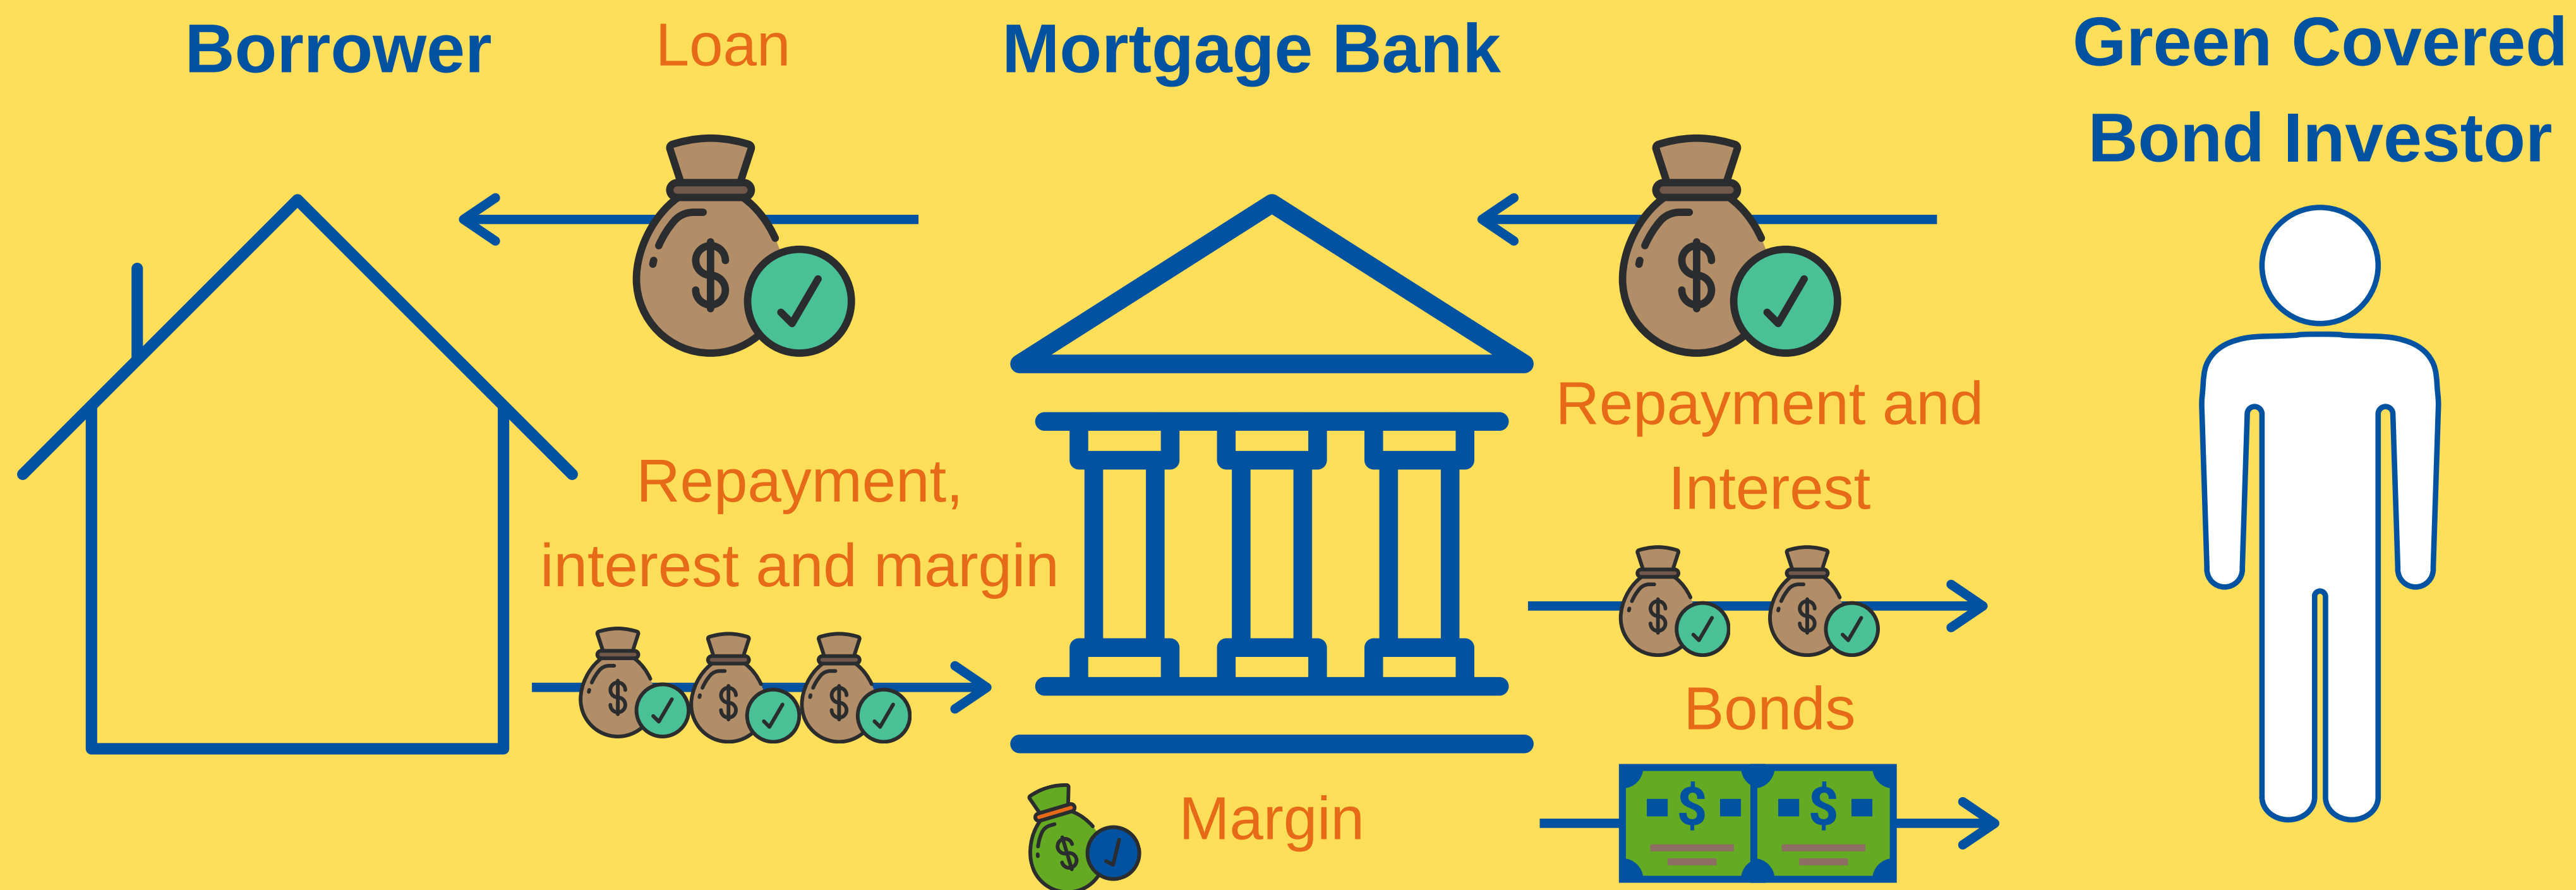 Borrower
Loan
Mortgage Bank
Green Covered
Bond Investor
$
$
Repayment and
Interest
Repayment,
interest and margin
$
$
$
$
$
Bonds
Margin
$
$ $